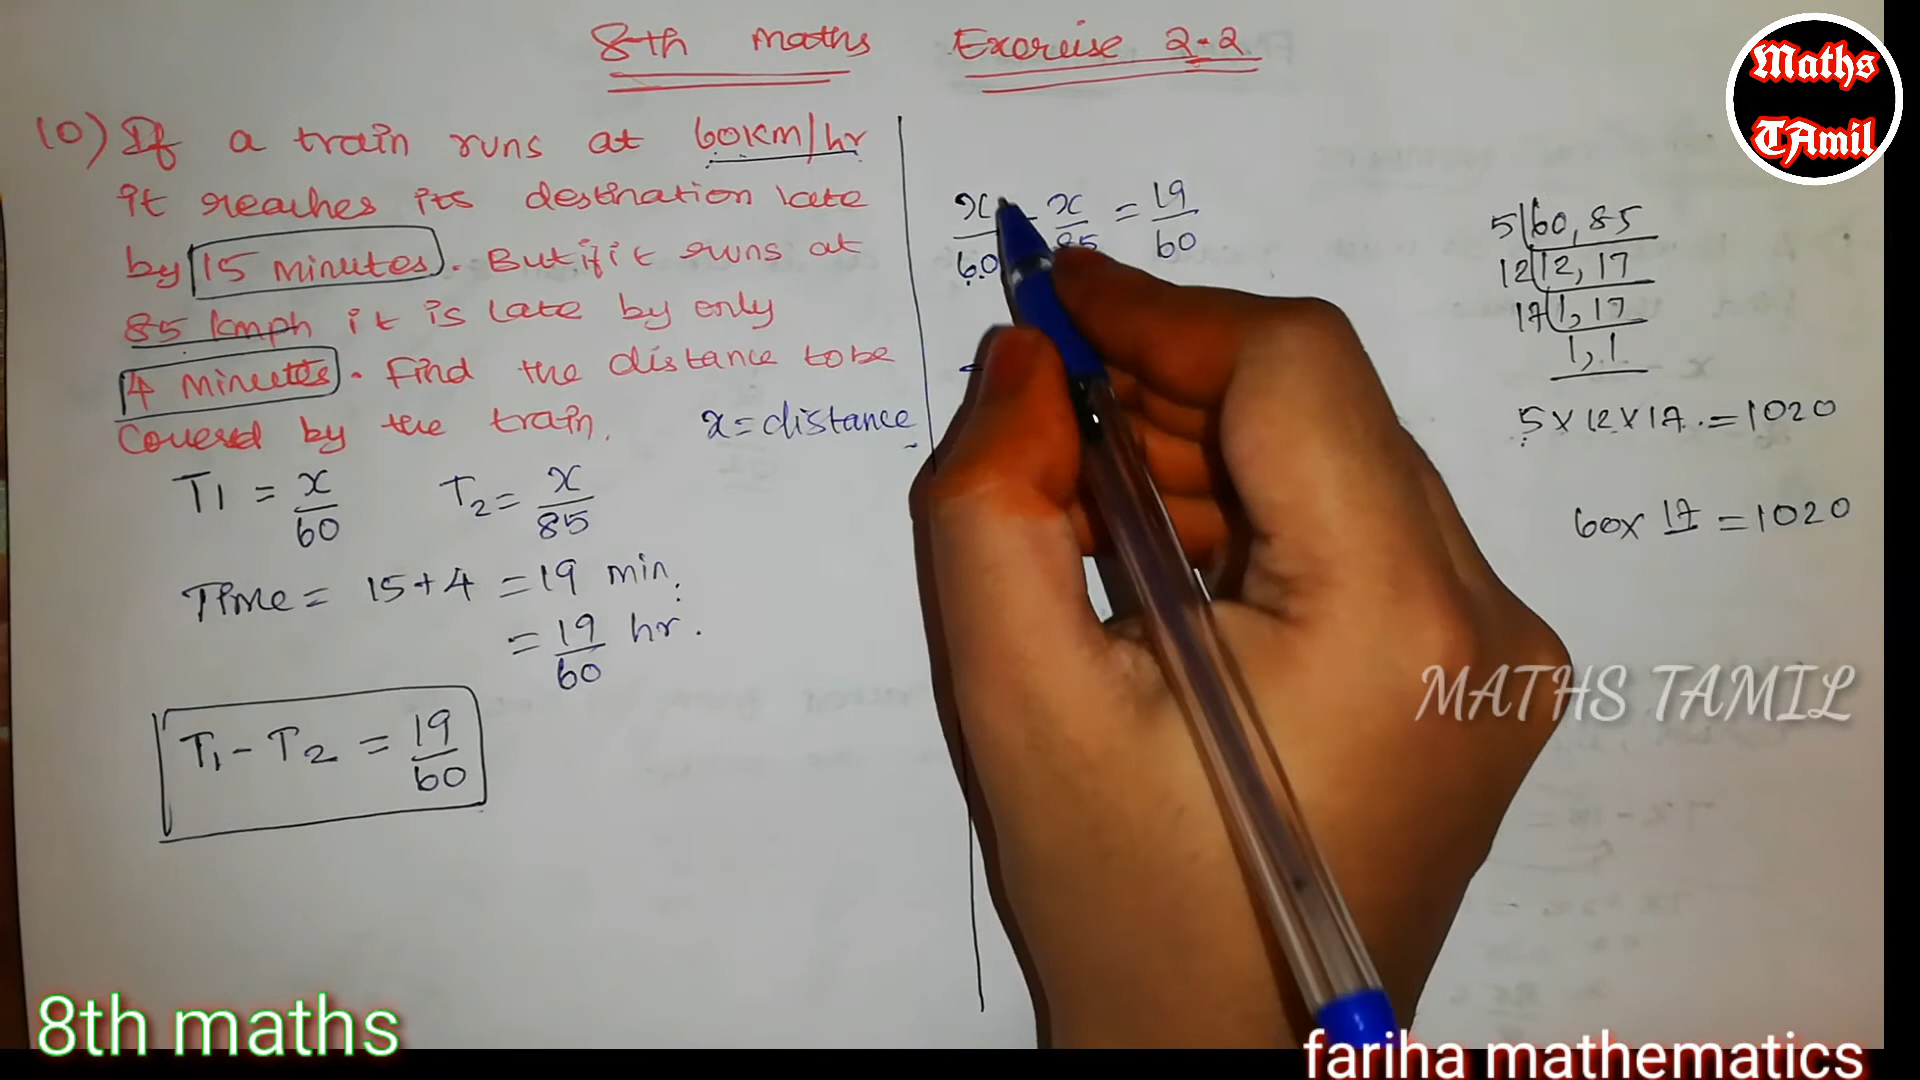 8th maths Exercise 2.2
10) If a train runs at 60km/hr
it reaches its destination late
by 15 minutes. But if it runs at
85 kmph it is late by only
4 minutes. Find the distance to be
Covered by the train. x = distance
T1 = x/60 T2 = x/85
Time = 15 + 4 = 19 min.
= 19/60 hr.
T1 - T2 = 19/60
x/60 - x/85 = 19/60
5 60, 85
12 12, 17
17 1, 17
1, 1
5 x 12 x 17 = 1020
60 x 17 = 1020
Maths
TAmil
MATHS TAMIL
8th maths
fariha mathematics